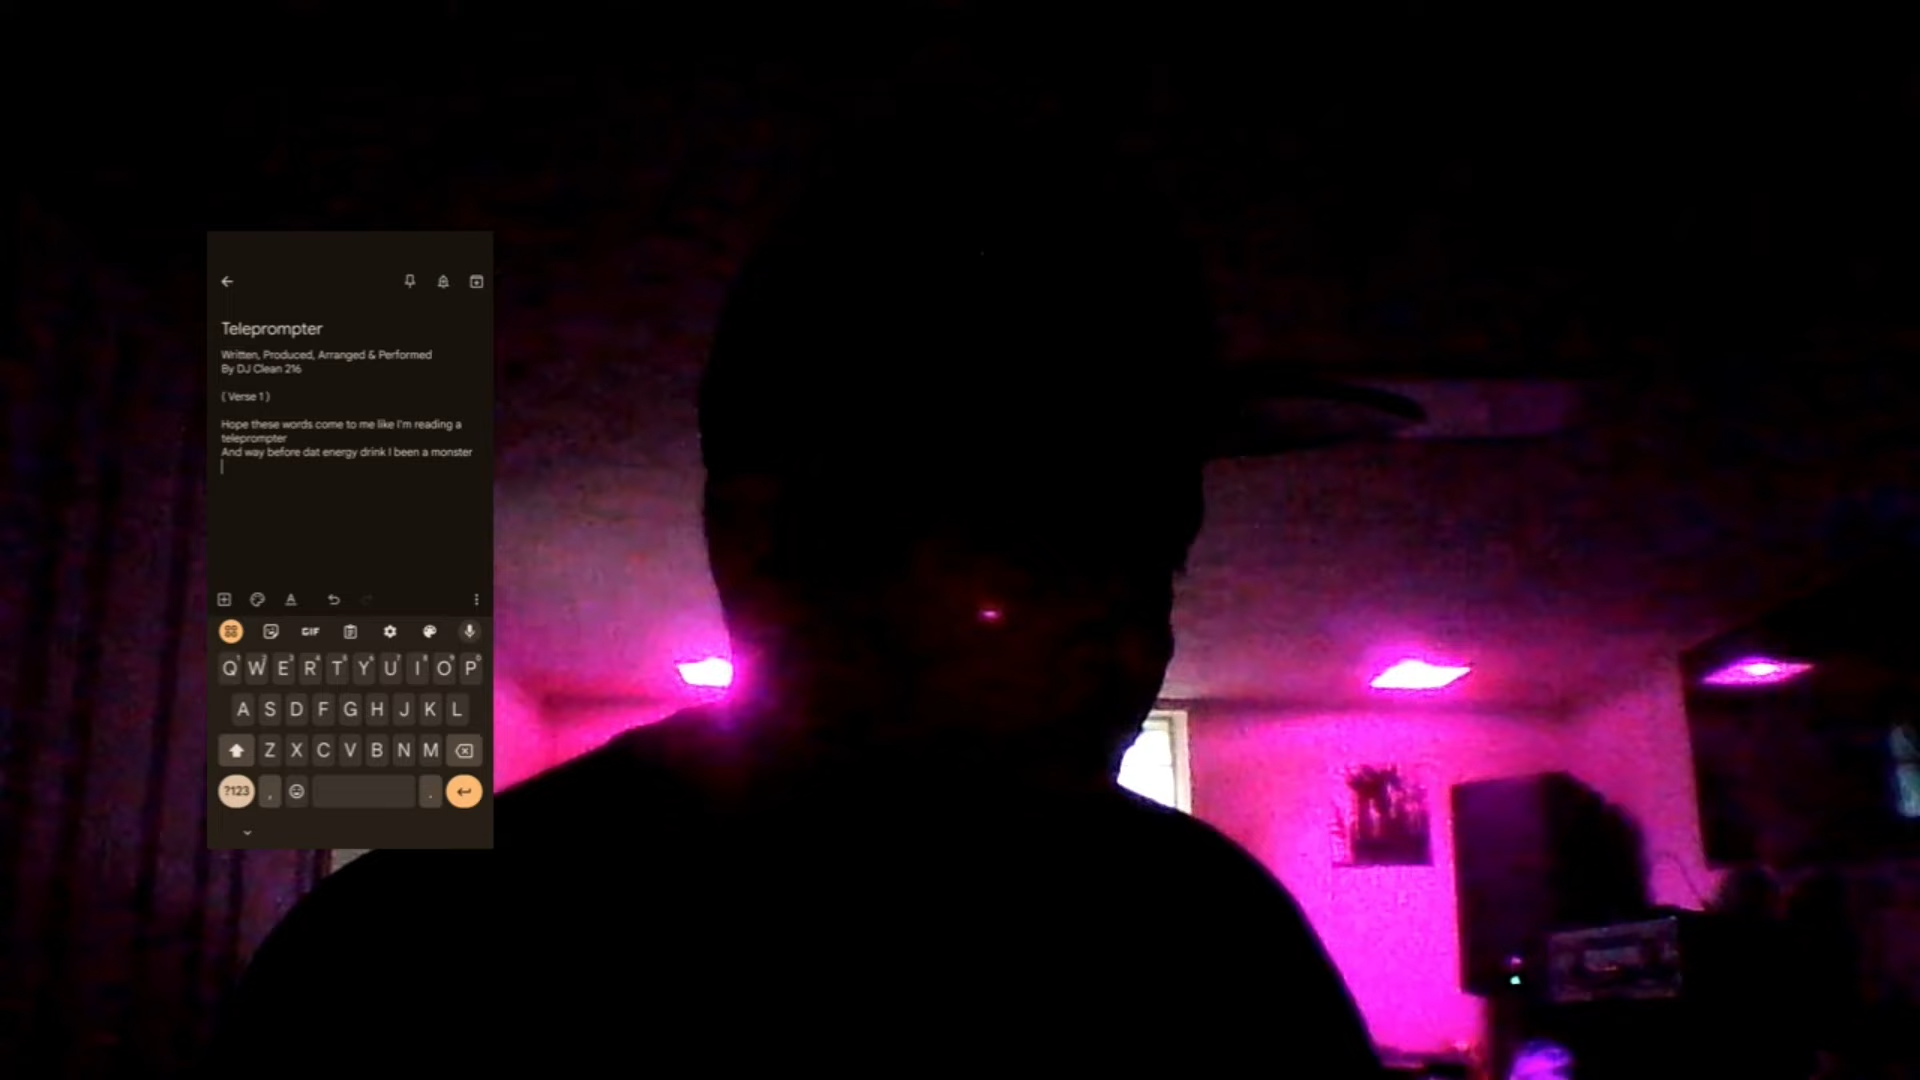 Teleprompter
Written, Produced, Arranged & Performed
By DJ Clean 216
( Verse 1 )
Hope these words come to me like I'm reading a
teleprompter
And way before dat energy drink I been a monster
GIF
Q W E R T Y U I O P
A S D F G H J K L
Z X C V B N M
?123 , .